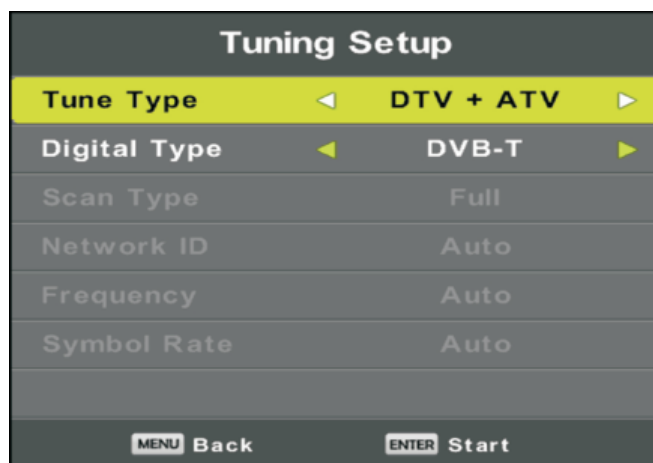 Tuning Setup
Tune Type DTV + ATV
Digital Type DVB-T
Scan Type Full
Network ID Auto
Frequency Auto
Symbol Rate Auto
MENU Back ENTER Start